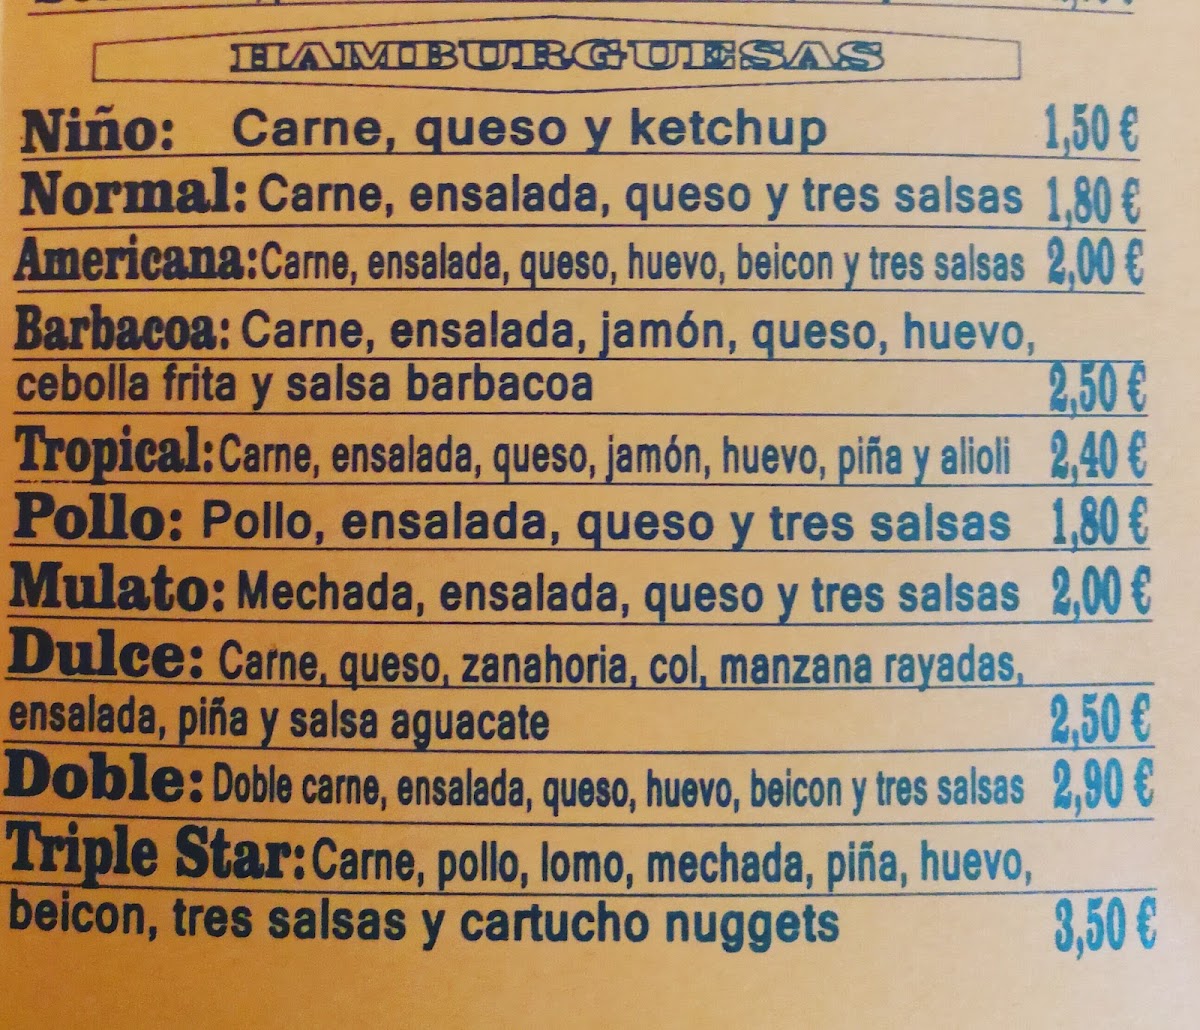 HAMBURGUESAS
Niño: Carne, queso y ketchup 1,50 €
Normal: Carne, ensalada, queso y tres salsas 1,80 €
Americana: Carne, ensalada, queso, huevo, beicon y tres salsas 2,00 €
Barbacoa: Carne, ensalada, jamón, queso, huevo,
cebolla frita y salsa barbacoa 2,50 €
Tropical: Carne, ensalada, queso, jamón, huevo, piña y alioli 2,40 €
Pollo: Pollo, ensalada, queso y tres salsas 1,80 €
Mulato: Mechada, ensalada, queso y tres salsas 2,00 €
Dulce: Carne, queso, zanahoria, col, manzana rayadas,
ensalada, piña y salsa aguacate 2,50 €
Doble: Doble carne, ensalada, queso, huevo, beicon y tres salsas 2,90 €
Triple Star: Carne, pollo, lomo, mechada, piña, huevo,
beicon, tres salsas y cartucho nuggets 3,50 €